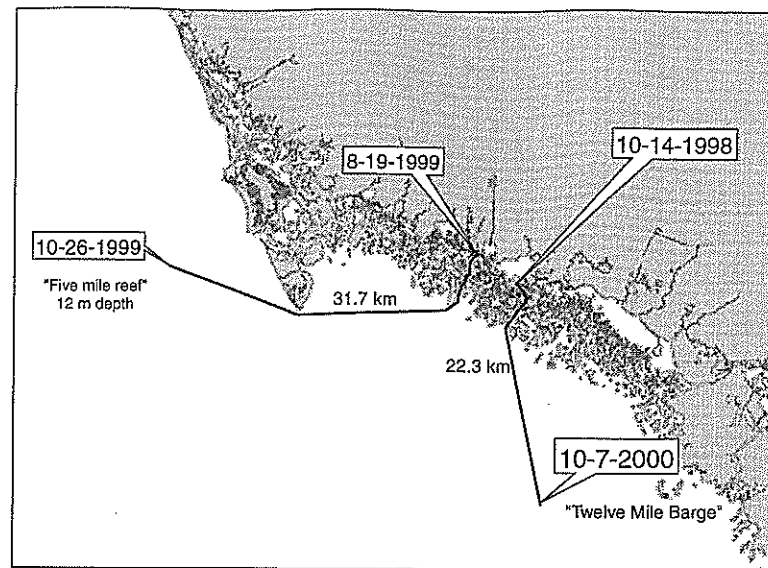 8-19-1999
10-14-1998
10-26-1999
"Five mile reef"
12 m depth
31.7 km
22.3 km
10-7-2000
"Twelve Mile Barge"